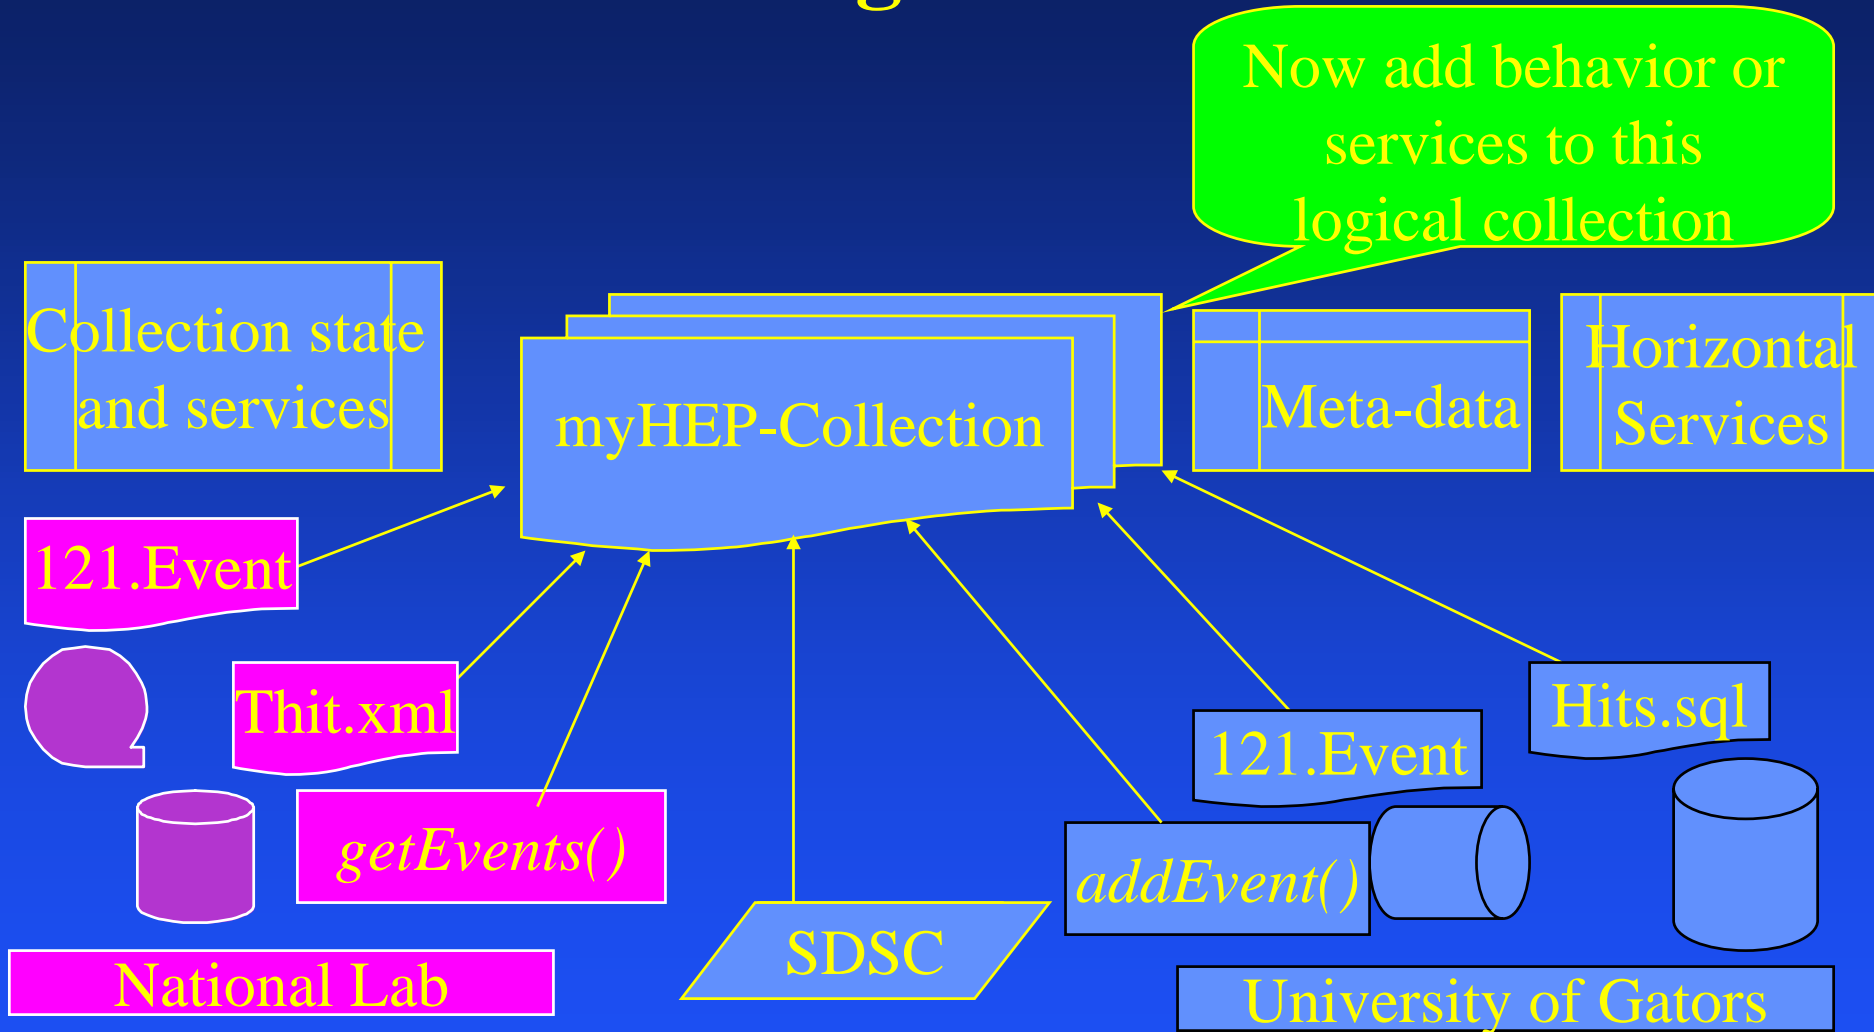 Now add behavior or
services to this
logical collection
Collection state
and services
myHEP-Collection
Meta-data
Horizontal
Services
121.Event
Thit.xml
getEvents()
SDSC
addEvent()
121.Event
Hits.sql
National Lab
University of Gators